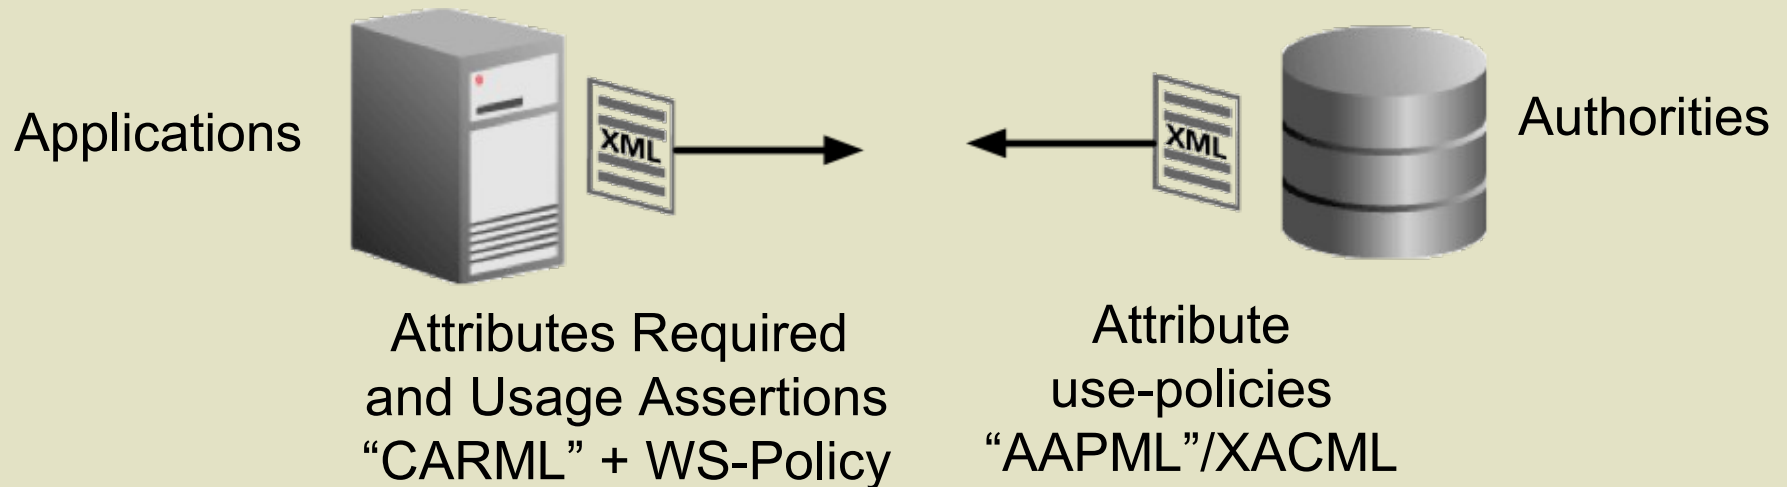 Applications
XML
XML
Authorities
Attributes Required
and Usage Assertions
“CARML” + WS-Policy
Attribute
use-policies
“AAPML”/XACML